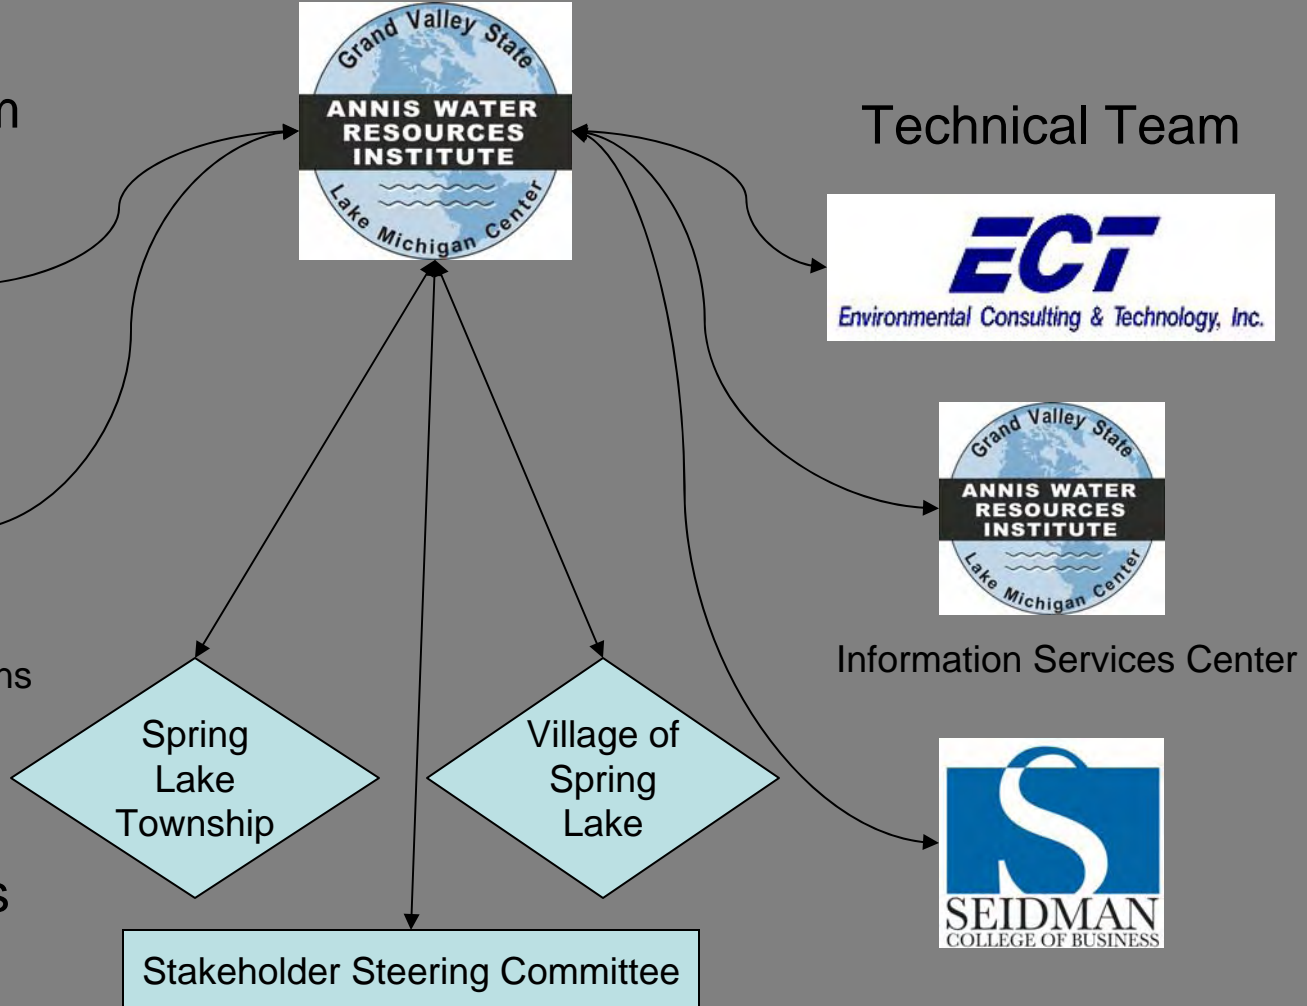 Grand Valley State
ANNIS WATER
RESOURCES
INSTITUTE
Lake Michigan Center
Technical Team
ECT
Environmental Consulting & Technology, Inc.
Grand Valley State
ANNIS WATER
RESOURCES
INSTITUTE
Lake Michigan Center
Information Services Center
Spring
Lake
Township
Village of
Spring
Lake
SEIDMAN
COLLEGE OF BUSINESS
Stakeholder Steering Committee